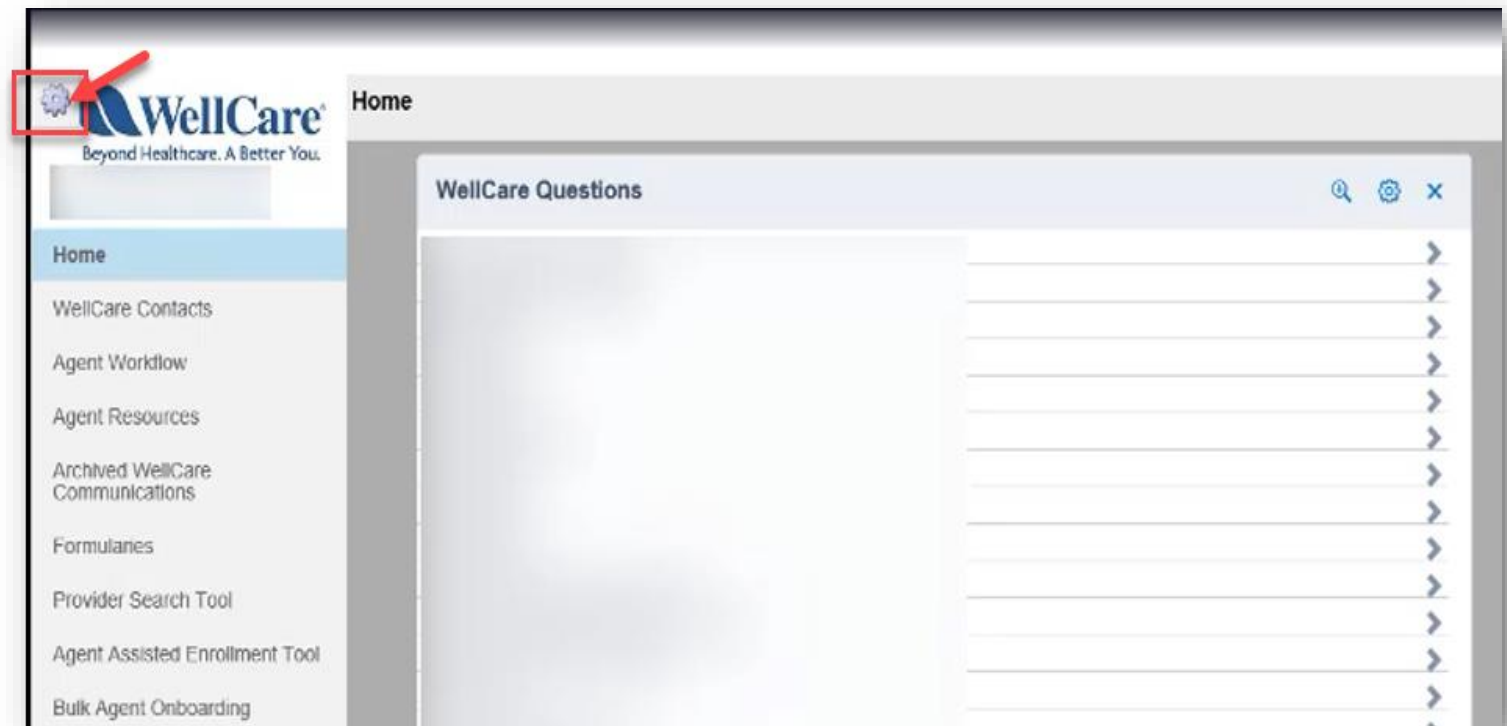 WellCare®
Beyond Healthcare. A Better You.
Home
WellCare Questions
Home
WellCare Contacts
Agent Workflow
Agent Resources
Archived WellCare
Communications
Formularies
Provider Search Tool
Agent Assisted Enrollment Tool
Bulk Agent Onboarding